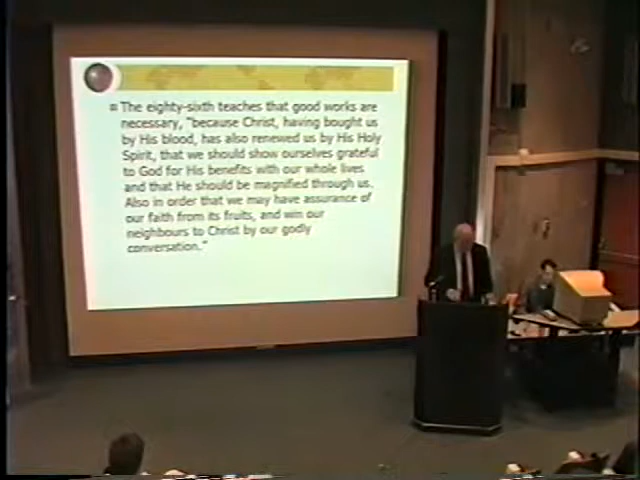 The eighty-sixth teaches that good works are
necessary, "because Christ, having bought us
by His blood, has also renewed us by His Holy
Spirit, that we should show ourselves grateful
to God for His benefits with our whole lives
and that He should be magnified through us.
Also in order that we may have assurance of
our faith from its fruits, and win our
neighbours to Christ by our godly
conversation."